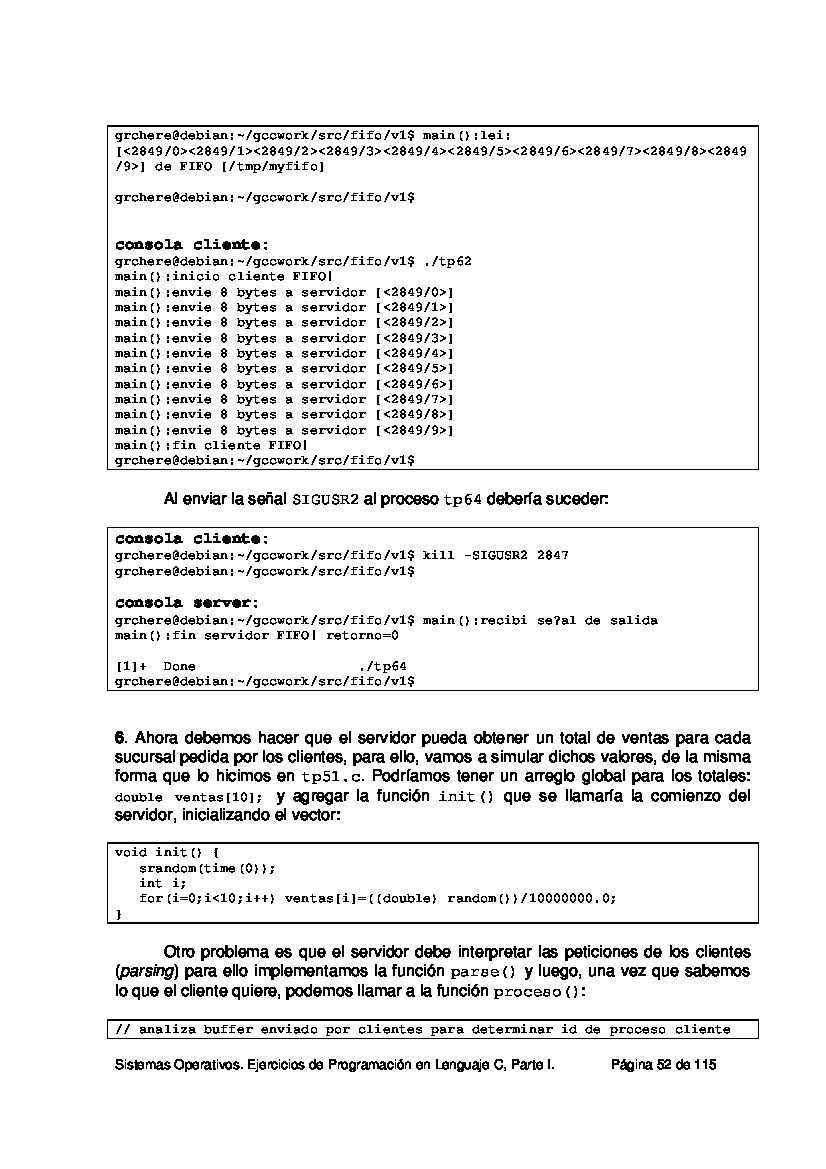 grchere@debian:~/gccwork/src/fifo/v1$ main():lei:
[<2849/0><2849/1><2849/2><2849/3><2849/4><2849/5><2849/6><2849/7><2849/8><2849
/9>] de FIFO [/tmp/myfifo]
grchere@debian:~/gccwork/src/fifo/v1$
consola cliente:
grchere@debian:~/gccwork/src/fifo/v1$ ./tp62
main():inicio cliente FIFO!
main():envie 8 bytes a servidor [<2849/0>]
main():envie 8 bytes a servidor [<2849/1>]
main():envie 8 bytes a servidor [<2849/2>]
main():envie 8 bytes a servidor [<2849/3>]
main():envie 8 bytes a servidor [<2849/4>]
main():envie 8 bytes a servidor [<2849/5>]
main():envie 8 bytes a servidor [<2849/6>]
main():envie 8 bytes a servidor [<2849/7>]
main():envie 8 bytes a servidor [<2849/8>]
main():envie 8 bytes a servidor [<2849/9>]
main():fin cliente FIFO!
grchere@debian:~/gccwork/src/fifo/v1$
Al enviar la señal SIGUSR2 al proceso tp64 debería suceder:
consola cliente:
grchere@debian:~/gccwork/src/fifo/v1$ kill -SIGUSR2 2847
grchere@debian:~/gccwork/src/fifo/v1$
consola server:
grchere@debian:~/gccwork/src/fifo/v1$ main():recibi se?al de salida
main():fin servidor FIFO! retorno=0
[1]+  Done                    ./tp64
grchere@debian:~/gccwork/src/fifo/v1$
6. Ahora debemos hacer que el servidor pueda obtener un total de ventas para cada
sucursal pedida por los clientes, para ello, vamos a simular dichos valores, de la misma
forma que lo hicimos en tp51.c. Podríamos tener un arreglo global para los totales:
double ventas[10]; y agregar la función init() que se llamaría la comienzo del
servidor, inicializando el vector:
void init() {
   srandom(time(0));
   int i;
   for(i=0;i<10;i++) ventas[i]=((double) random())/10000000.0;
}
Otro problema es que el servidor debe interpretar las peticiones de los clientes
(parsing) para ello implementamos la función parse() y luego, una vez que sabemos
lo que el cliente quiere, podemos llamar a la función proceso():
// analiza buffer enviado por clientes para determinar id de proceso cliente
Sistemas Operativos. Ejercicios de Programación en Lenguaje C, Parte I. Página 52 de 115